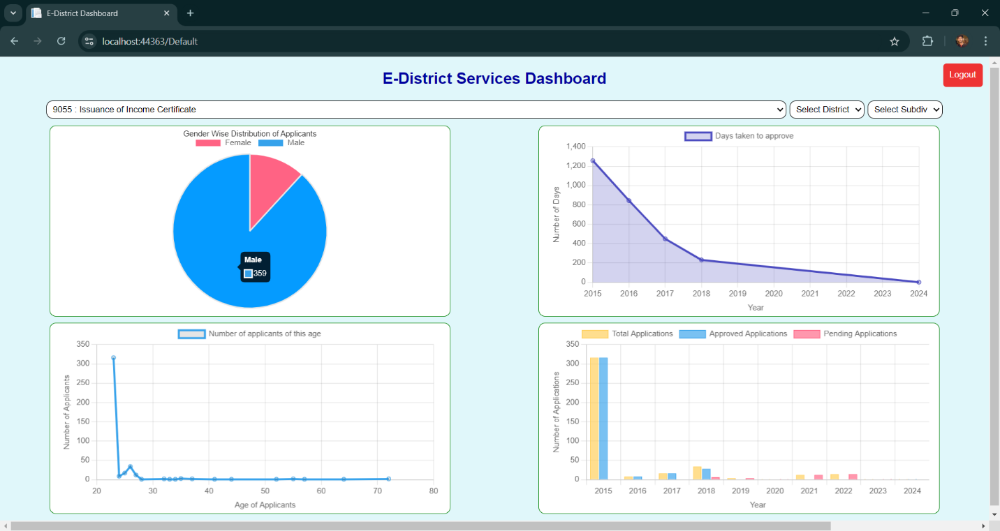 E-District Dashboard
localhost:44363/Default
E-District Services Dashboard
Logout
9055 : Issuance of Income Certificate
Select District
Select Subdiv
Gender Wise Distribution of Applicants
Female Male
Male
359
Days taken to approve
1,400
1,200
1,000
800
600
400
200
0
Number of Days
2015 2016 2017 2018 2019 2020 2021 2022 2023 2024
Year
Number of applicants of this age
350
300
250
200
150
100
50
0
Number of Applicants
20 30 40 50 60 70 80
Age of Applicants
Total Applications Approved Applications Pending Applications
350
300
250
200
150
100
50
0
Number of Applications
2015 2016 2017 2018 2019 2020 2021 2022 2023 2024
Year